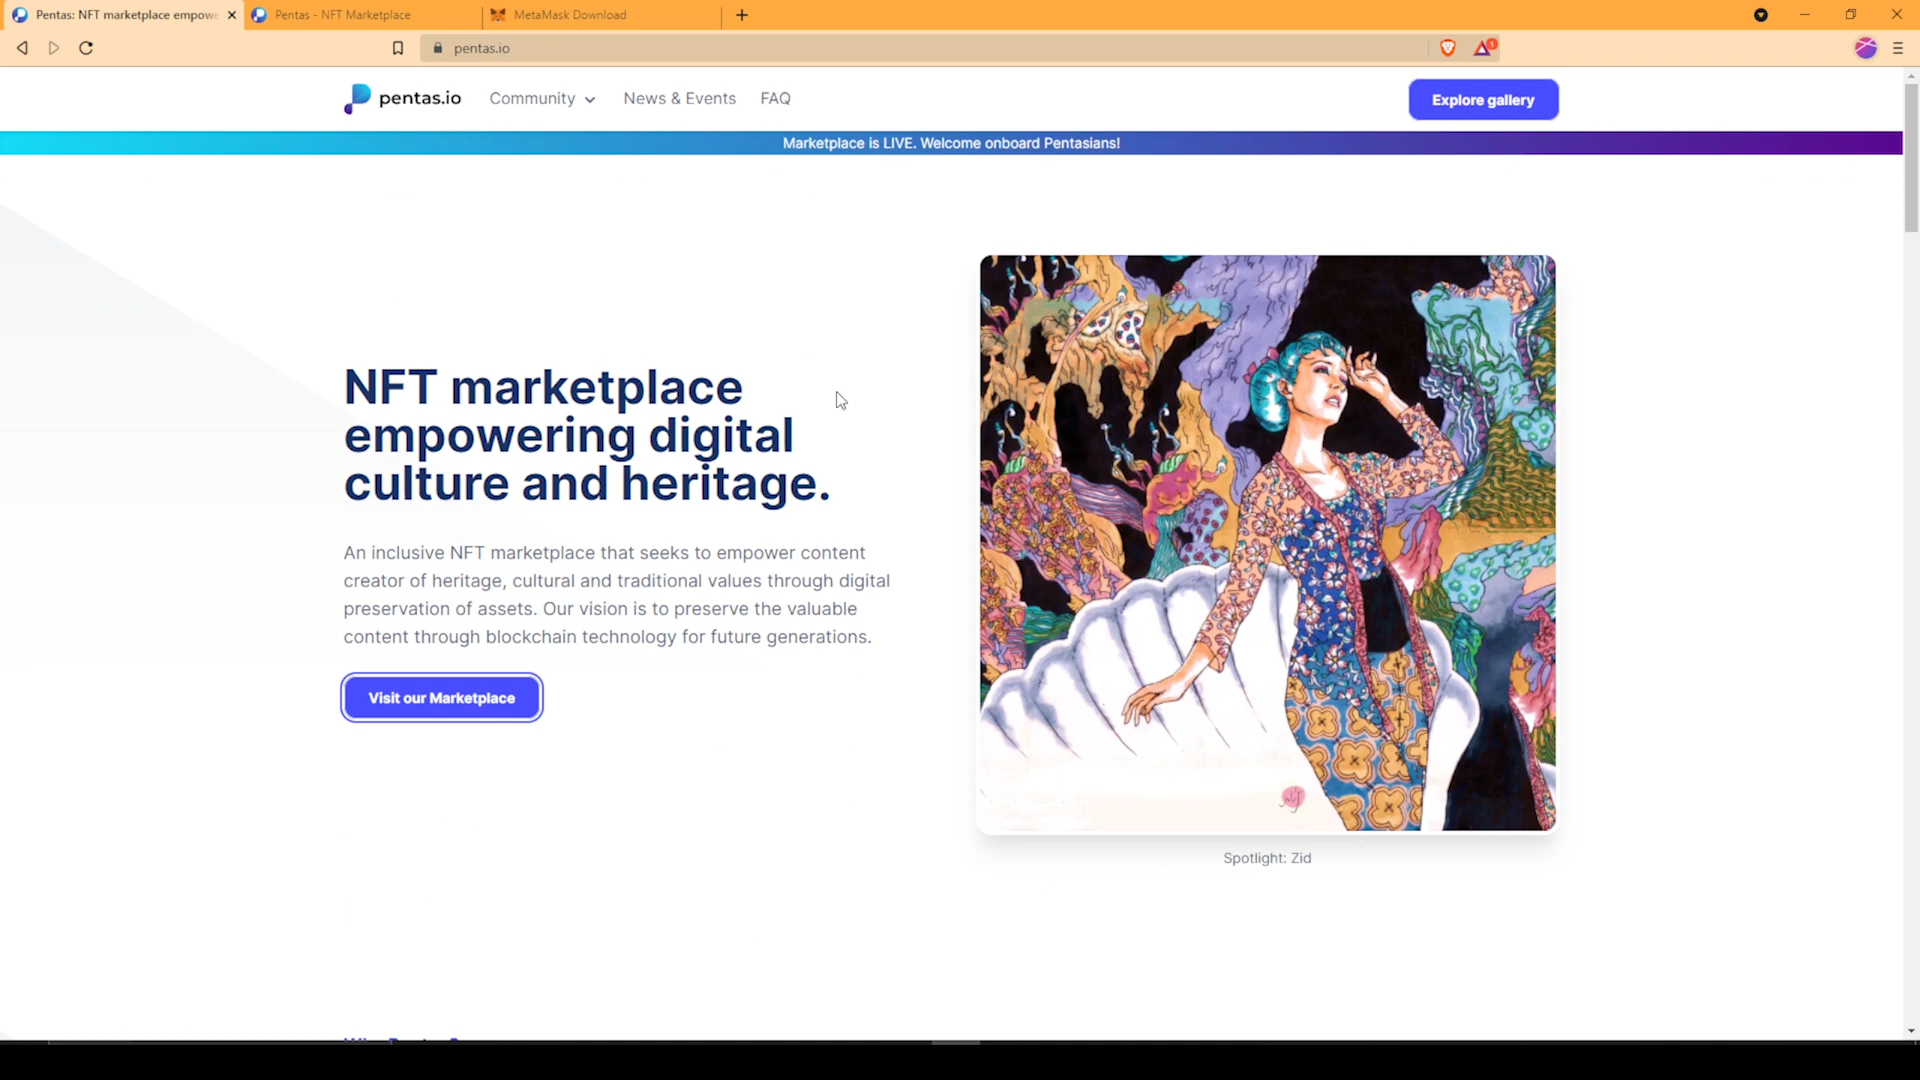 Pentas: NFT marketplace empow
Pentas - NFT Marketplace
MetaMask Download
pentas.io
1
pentas.io
Community
News & Events
FAQ
Explore gallery
Marketplace is LIVE. Welcome onboard Pentasians!
NFT marketplace
empowering digital
culture and heritage.
An inclusive NFT marketplace that seeks to empower content
creator of heritage, cultural and traditional values through digital
preservation of assets. Our vision is to preserve the valuable
content through blockchain technology for future generations.
Visit our Marketplace
Spotlight: Zid